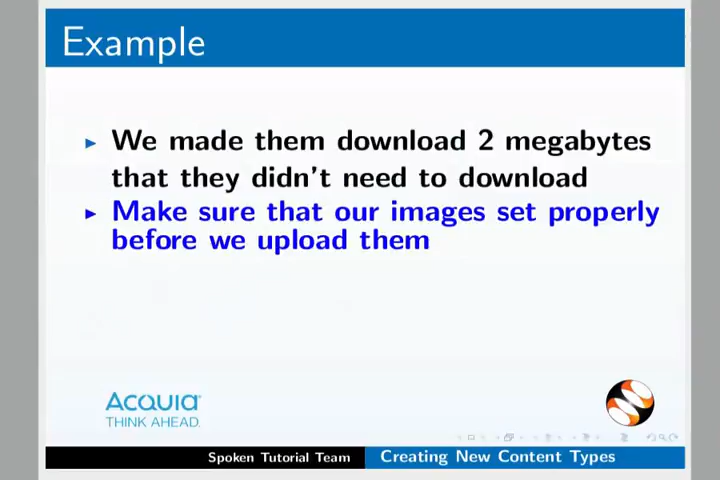 Example
We made them download 2 megabytes
that they didn't need to download
Make sure that our images set properly
before we upload them
Acquia
THINK AHEAD.
Spoken Tutorial Team
Creating New Content Types